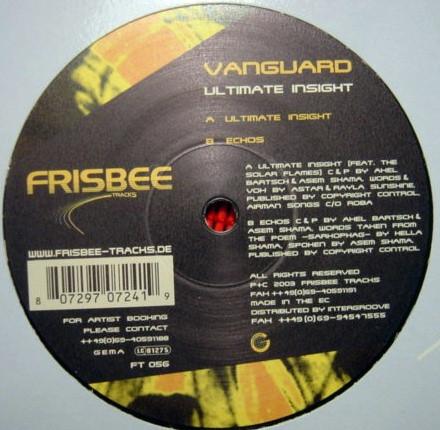 VANGUARD
ULTIMATE INSIGHT
A ULTIMATE INSIGHT
B ECHOS
FRISBEE
TRACKS
A ULTIMATE INSIGHT (FEAT. THE
SOLAR FLAMES) C & P BY AXEL
BARTSCH & ASEM SHAMA. WORDS &
VOX BY ASTAR & RAYLA SUNSHINE.
PUBLISHED BY COPYRIGHT CONTROL.
AIRMAN SONGS C/O ROBA
B ECHOS C & P BY AXEL BARTSCH &
ASEM SHAMA, WORDS TAKEN FROM
THE POEM -SARKOPHAG- BY HELLA
SHAMA, SPOKEN BY ASEM SHAMA.
PUBLISHED BY COPYRIGHT CONTROL
WWW.FRISBEE-TRACKS.DE
8 07297 07241 9
FOR ARTIST BOOKING
PLEASE CONTACT
++49(0)69-40591188
GEMA LC 81275
FT 056
ALL RIGHTS RESERVED
P+C 2003 FRISBEE TRACKS
FAX ++49(0)69-40591191
MADE IN THE EC
DISTRIBUTED BY INTERGROOVE
FAX ++49(0)69-94547555